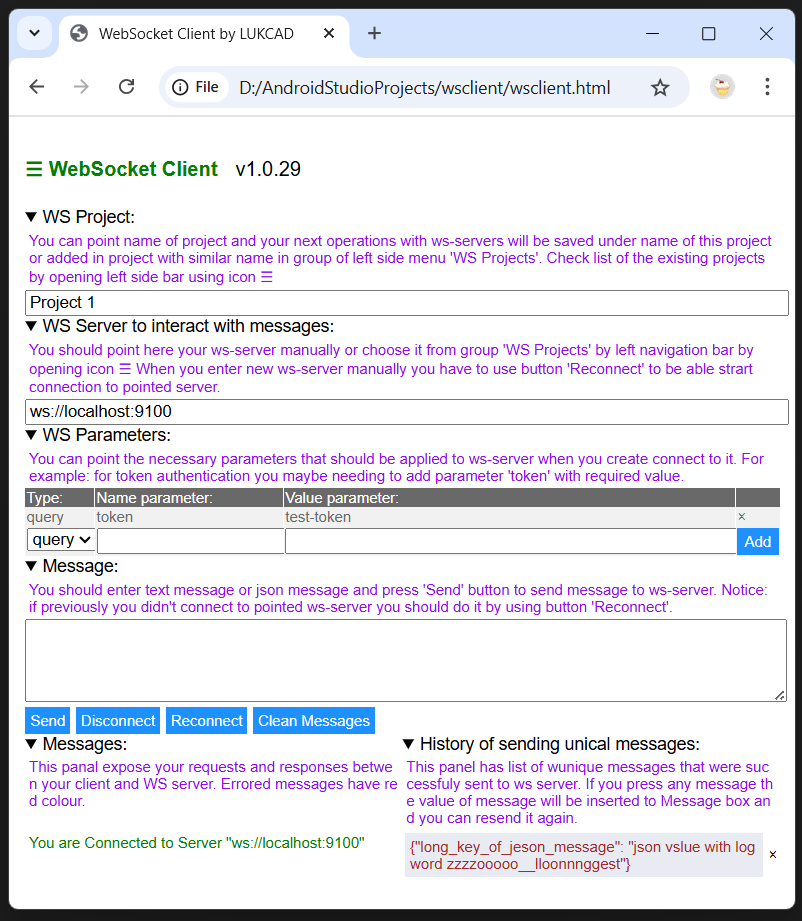 WebSocket Client by LUKCAD
File D:/AndroidStudioProjects/wsclient/wsclient.html
☰ WebSocket Client v1.0.29
▼ WS Project:
You can point name of project and your next operations with ws-servers will be saved under name of this project
or added in project with similar name in group of left side menu 'WS Projects'. Check list of the existing projects
by opening left side bar using icon ☰
Project 1
▼ WS Server to interact with messages:
You should point here your ws-server manually or choose it from group 'WS Projects' by left navigation bar by
opening icon ☰ When you enter new ws-server manually you have to use button 'Reconnect' to be able strart
connection to pointed server.
ws://localhost:9100
▼ WS Parameters:
You can point the necessary parameters that should be applied to ws-server when you create connect to it. For
example: for token authentication you maybe needing to add parameter 'token' with required value.
Type: Name parameter: Value parameter:
query token test-token ×
query Add
▼ Message:
You should enter text message or json message and press 'Send' button to send message to ws-server. Notice:
if previously you didn't connect to pointed ws-server you should do it by using button 'Reconnect'.
Send Disconnect Reconnect Clean Messages
▼ Messages:
This panal expose your requests and responses betwe
n your client and WS server. Errored messages have re
d colour.
You are Connected to Server "ws://localhost:9100"
▼ History of sending unical messages:
This panel has list of wunique messages that were suc
cessfuly sent to ws server. If you press any message th
e value of message will be inserted to Message box an
d you can resend it again.
{"long_key_of_jeson_message": "json vslue with log
word zzzzooooo__lloonnnggest"} ×